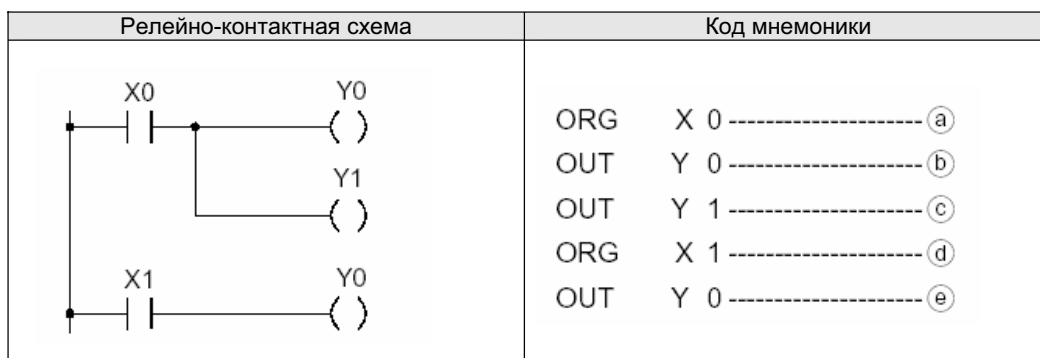 Релейно-контактная схема
Код мнемоники
X0 Y0
Y1
X1 Y0
ORG X 0 --------------------- ⓐ
OUT Y 0 --------------------- ⓑ
OUT Y 1 --------------------- ⓒ
ORG X 1 --------------------- ⓓ
OUT Y 0 --------------------- ⓔ